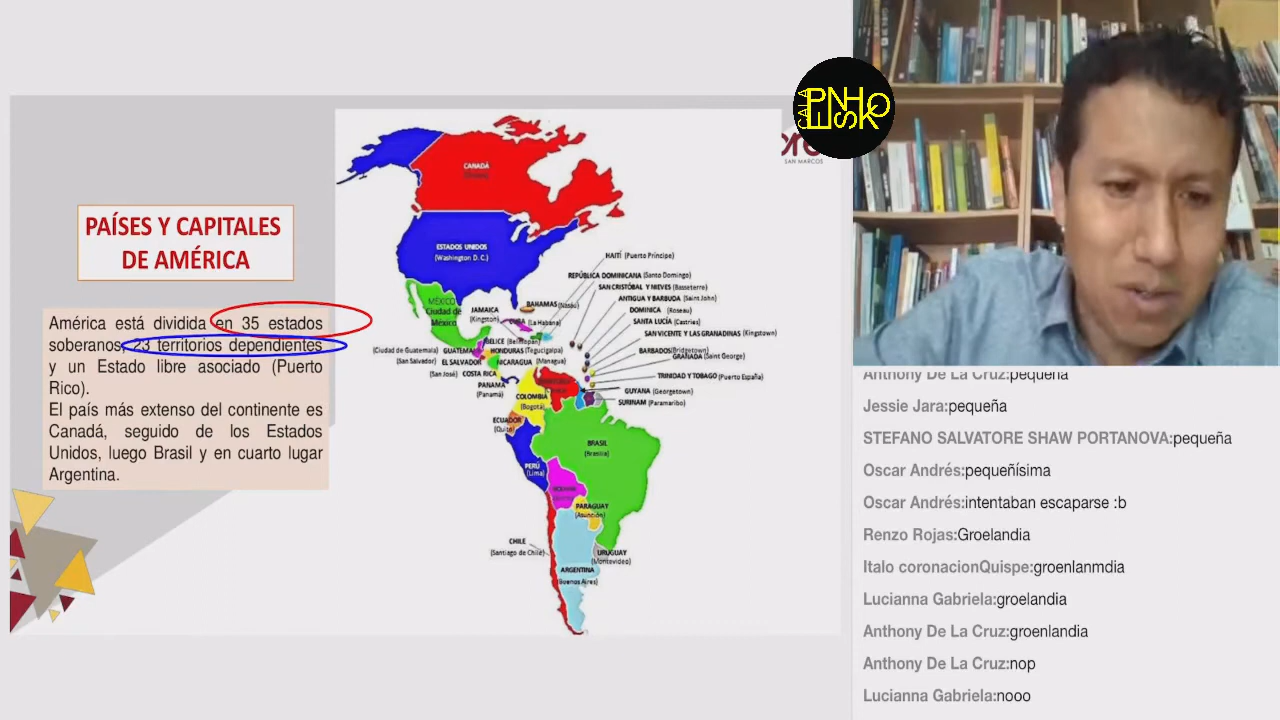 PAÍSES Y CAPITALES
DE AMÉRICA
América está dividida en 35 estados
soberanos, 23 territorios dependientes
y un Estado libre asociado (Puerto
Rico).
El país más extenso del continente es
Canadá, seguido de los Estados
Unidos, luego Brasil y en cuarto lugar
Argentina.
CANADÁ
ESTADOS UNIDOS
(Washington D.C.)
MÉXICO
Ciudad de
México
HAITÍ (Puerto Príncipe)
REPÚBLICA DOMINICANA (Santo Domingo)
SAN CRISTÓBAL Y NIEVES (Basseterre)
ANTIGUA Y BARBUDA (Saint John)
DOMINICA (Roseau)
SANTA LUCÍA (Castries)
SAN VICENTE Y LAS GRANADINAS (Kingstown)
BARBADOS (Bridgetown)
GRANADA (Saint George)
TRINIDAD Y TOBAGO (Puerto España)
GUYANA (Georgetown)
SURINAM (Paramaribo)
BAHAMAS (Nasáu)
JAMAICA
(Kingston)
CUBA (La Habana)
BELICE (Belmopan)
(Ciudad de Guatemala) GUATEMALA
HONDURAS (Tegucigalpa)
(San Salvador) EL SALVADOR
NICARAGUA (Managua)
(San José) COSTA RICA
PANAMÁ
(Panamá)
COLOMBIA
(Bogotá)
ECUADOR
(Quito)
PERÚ
(Lima)
BRASIL
(Brasilia)
PARAGUAY
(Asunción)
CHILE
(Santiago de Chile)
URUGUAY
(Montevideo)
ARGENTINA
(Buenos Aires)
SAN MARCOS
CALA
PENSHOK
Anthony De La Cruz:pequeña
Jessie Jara:pequeña
STEFANO SALVATORE SHAW PORTANOVA:pequeña
Oscar Andrés:pequeñísima
Oscar Andrés:intentaban escaparse :b
Renzo Rojas:Groelandia
Italo coronacionQuispe:groenlanmdia
Lucianna Gabriela:groelandia
Anthony De La Cruz:groenlandia
Anthony De La Cruz:nop
Lucianna Gabriela:nooo